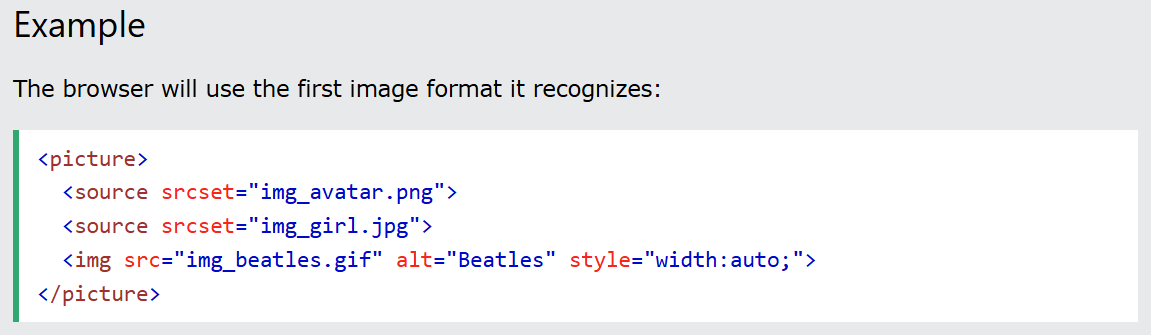 Example
The browser will use the first image format it recognizes:
<picture>
  <source srcset="img_avatar.png">
  <source srcset="img_girl.jpg">
  <img src="img_beatles.gif" alt="Beatles" style="width:auto;">
</picture>